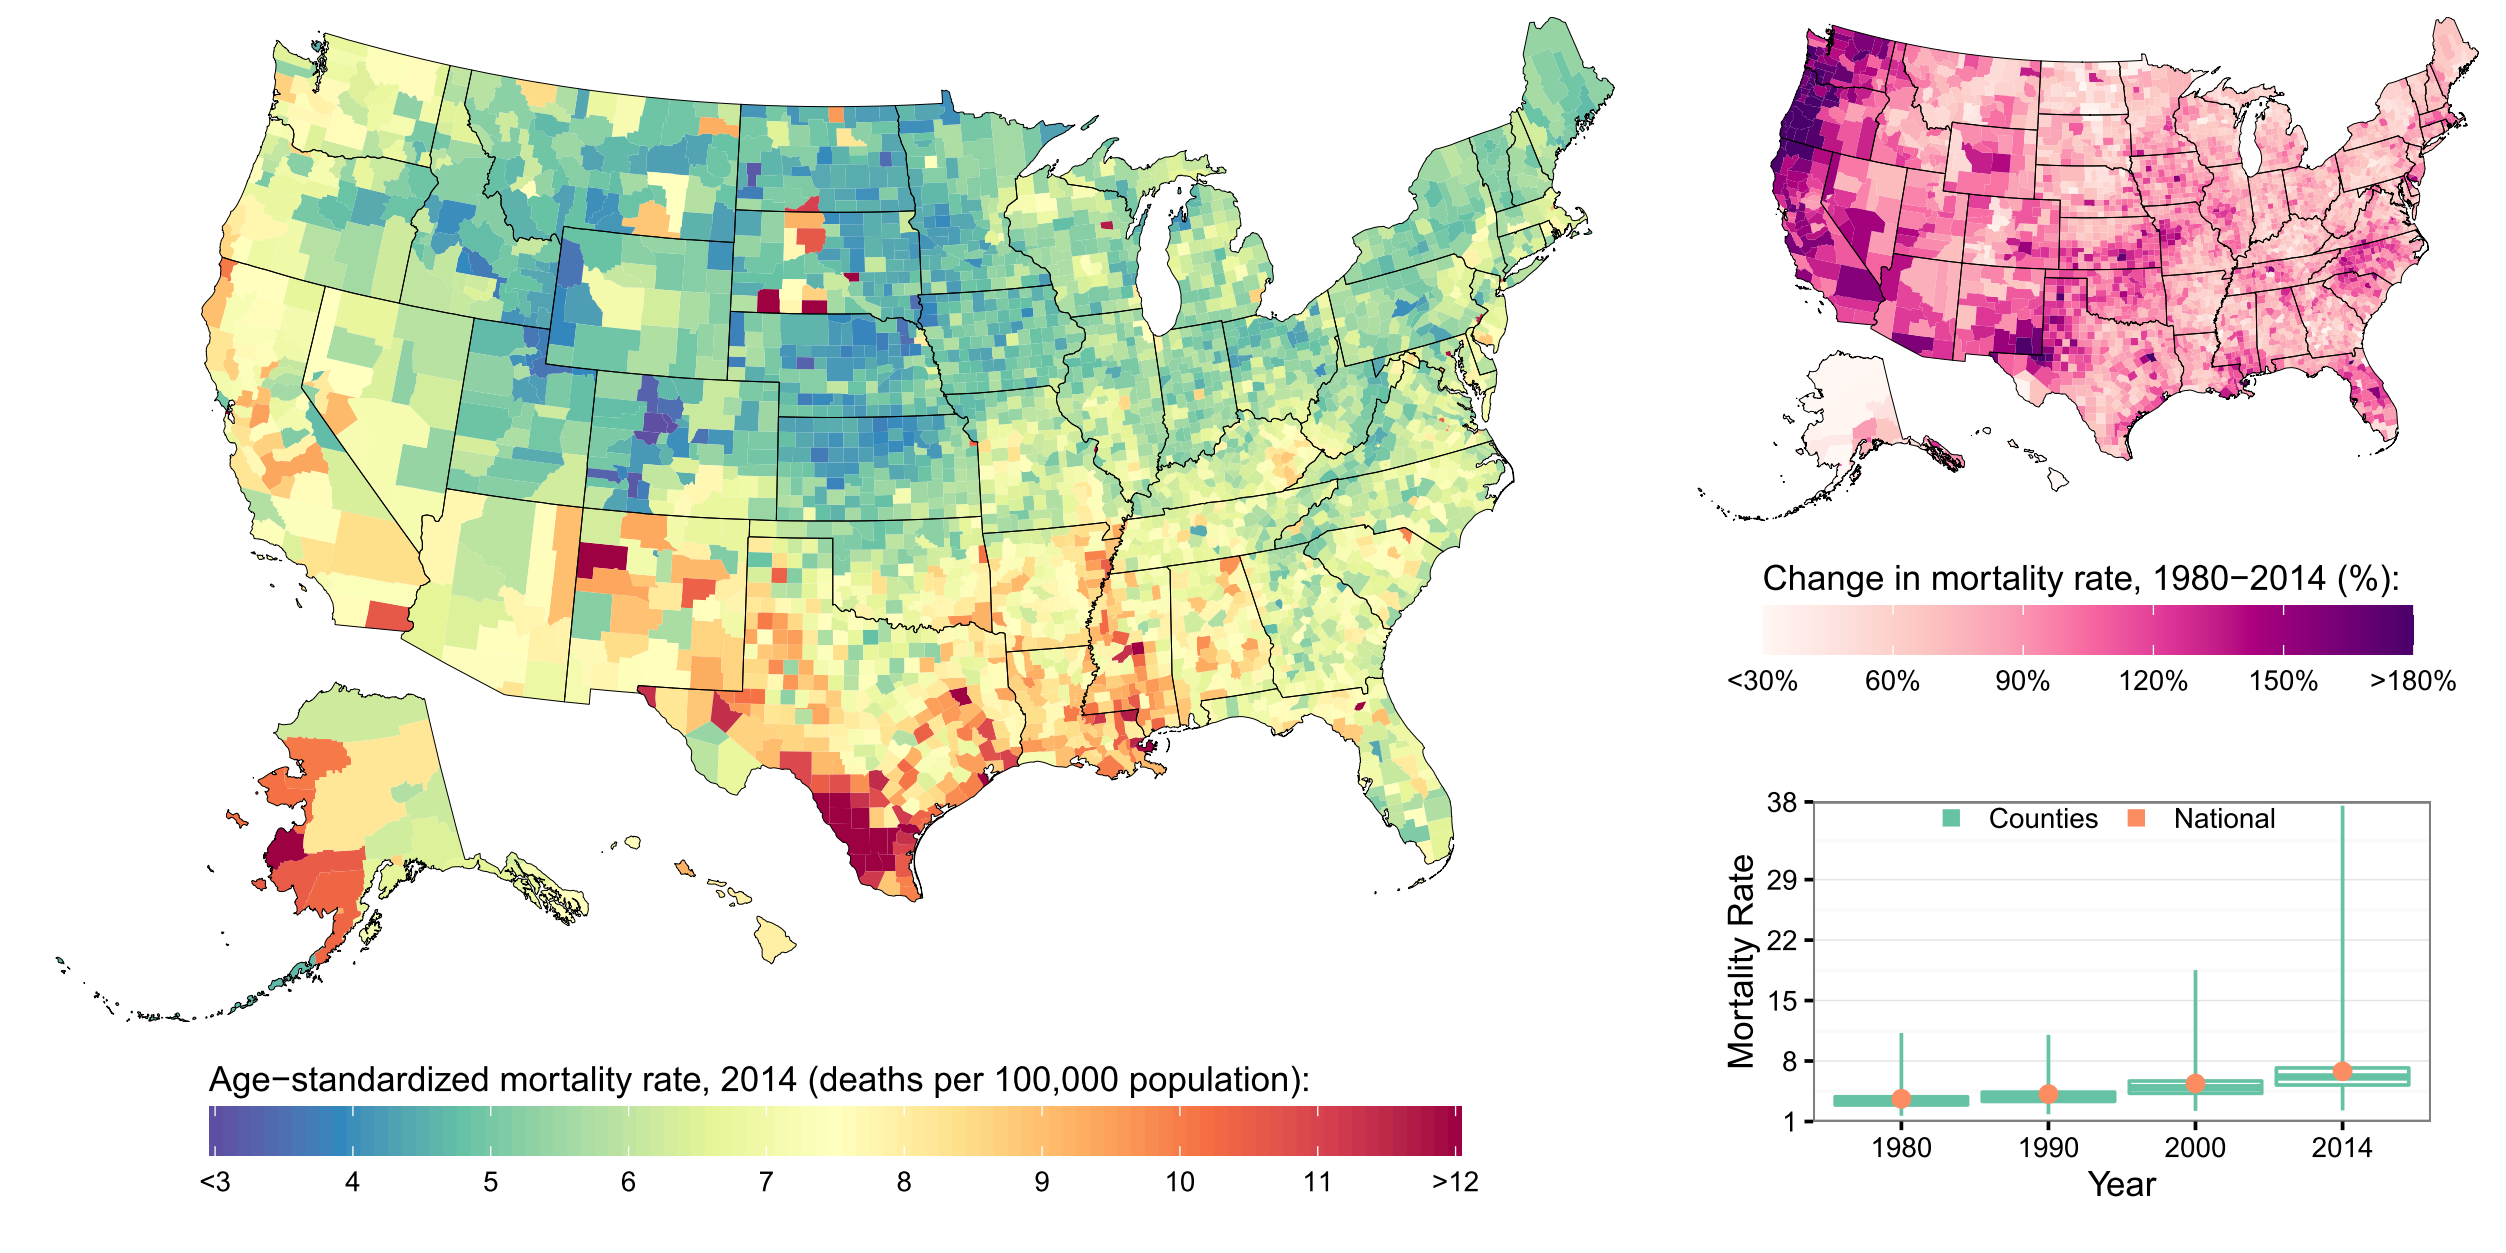 Age−standardized mortality rate, 2014 (deaths per 100,000 population):
<3 4 5 6 7 8 9 10 11 >12
Change in mortality rate, 1980−2014 (%):
<30% 60% 90% 120% 150% >180%
Counties National
Mortality Rate
38
29
22
15
8
1
1980 1990 2000 2014
Year